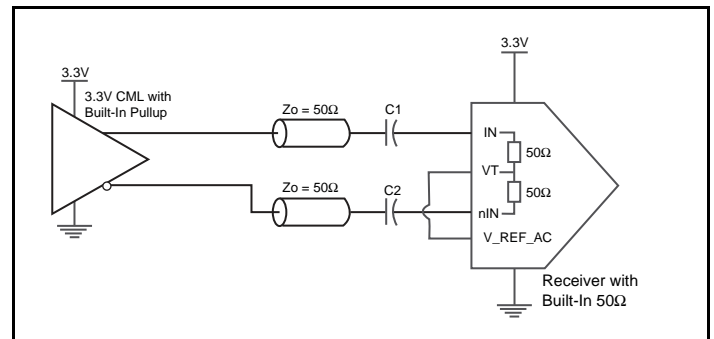 3.3V
3.3V
3.3V CML with
Built-In Pullup
Zo = 50Ω
C1
IN
50Ω
VT
Zo = 50Ω
C2
50Ω
nIN
V_REF_AC
Receiver with
Built-In 50Ω